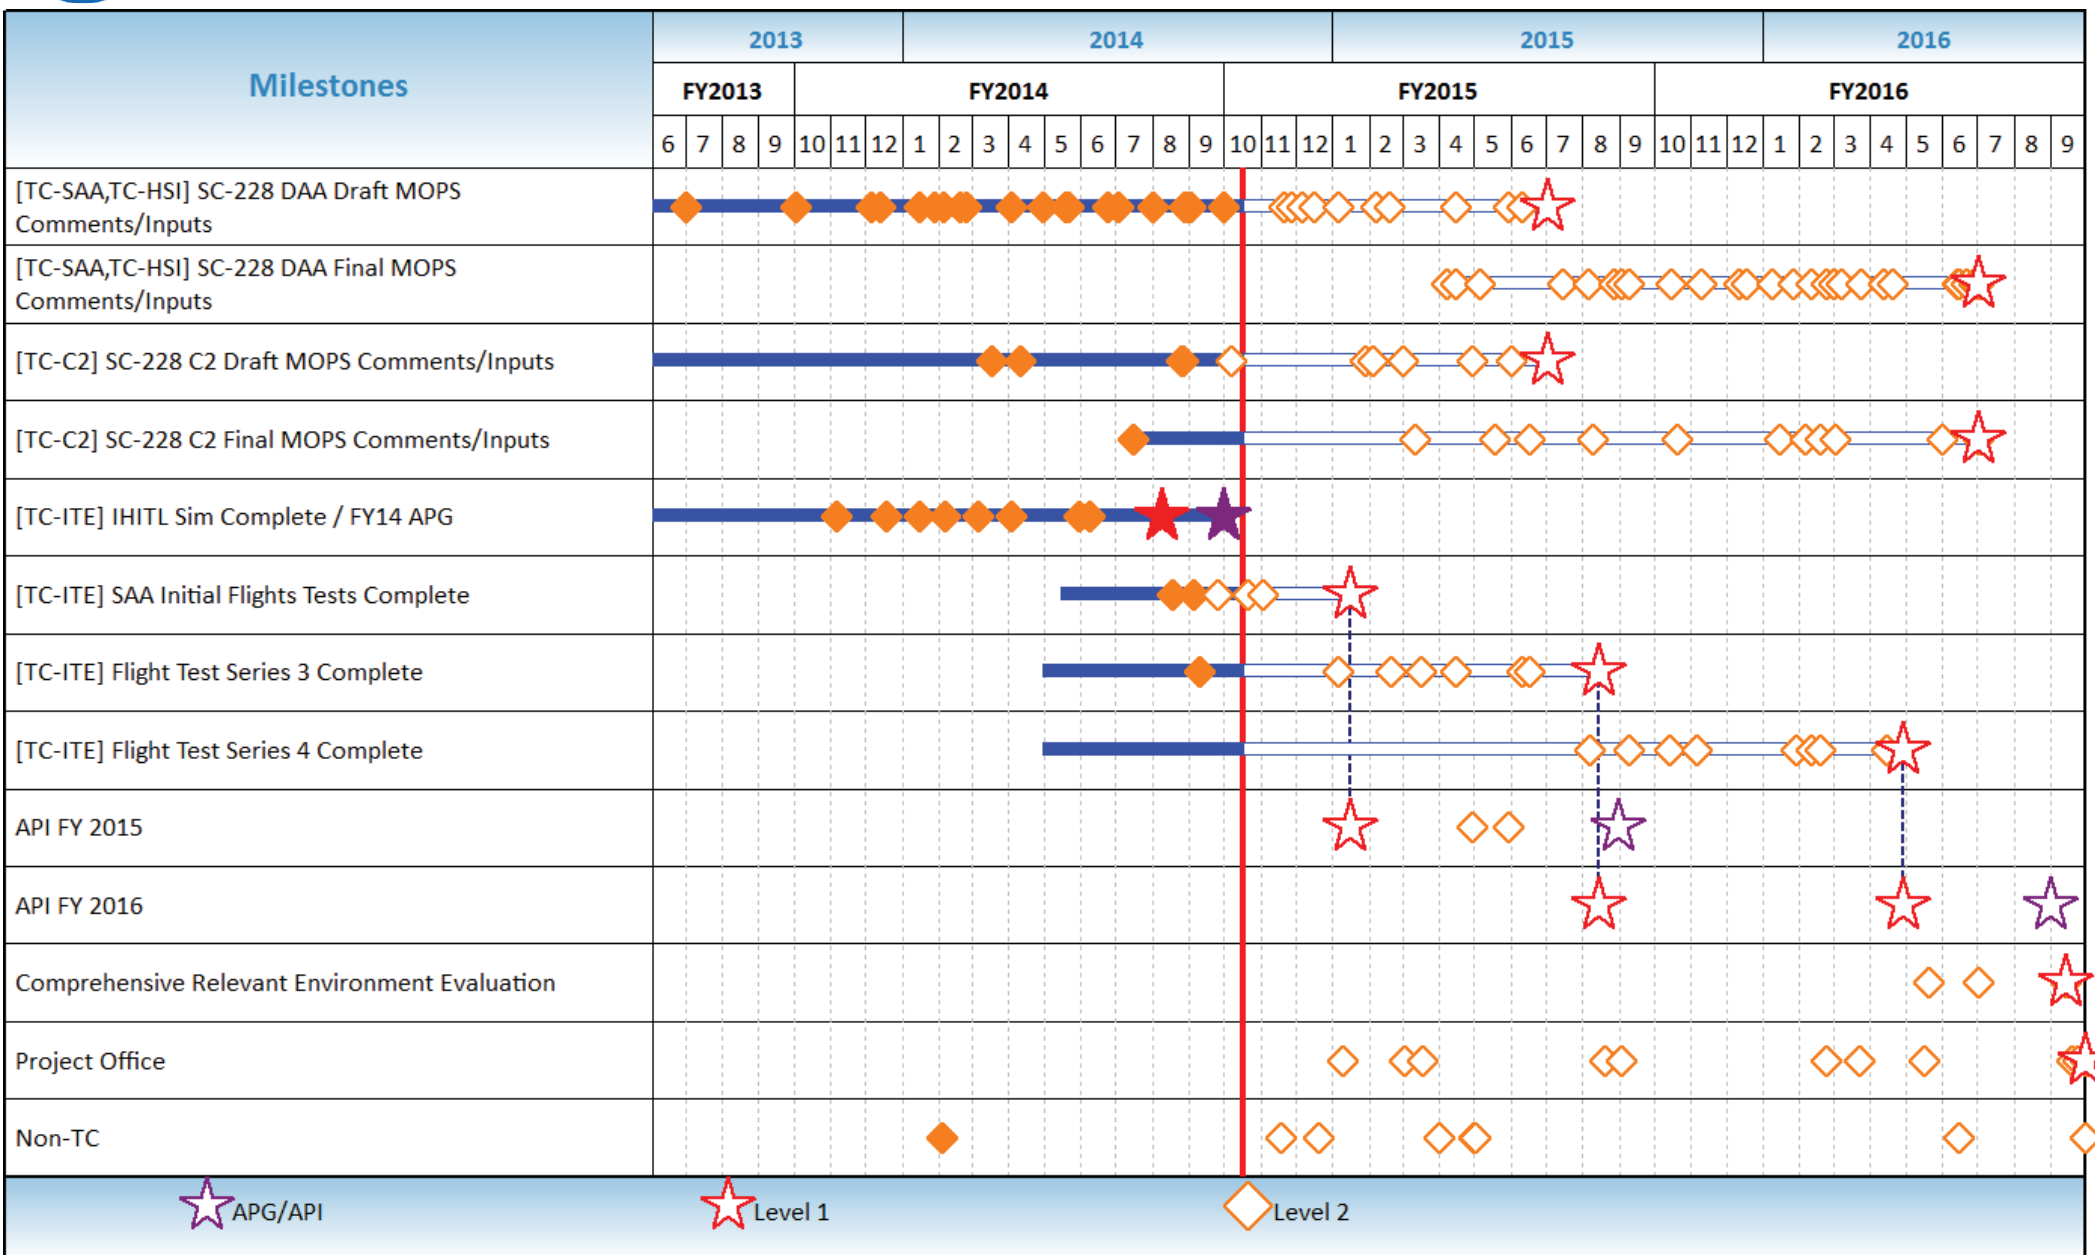 2013 2014 2015 2016
Milestones
FY2013 FY2014 FY2015 FY2016
6 7 8 9 10 11 12 1 2 3 4 5 6 7 8 9 10 11 12 1 2 3 4 5 6 7 8 9 10 11 12 1 2 3 4 5 6 7 8 9
[TC-SAA,TC-HSI] SC-228 DAA Draft MOPS
Comments/Inputs
[TC-SAA,TC-HSI] SC-228 DAA Final MOPS
Comments/Inputs
[TC-C2] SC-228 C2 Draft MOPS Comments/Inputs
[TC-C2] SC-228 C2 Final MOPS Comments/Inputs
[TC-ITE] IHITL Sim Complete / FY14 APG
[TC-ITE] SAA Initial Flights Tests Complete
[TC-ITE] Flight Test Series 3 Complete
[TC-ITE] Flight Test Series 4 Complete
API FY 2015
API FY 2016
Comprehensive Relevant Environment Evaluation
Project Office
Non-TC
APG/API Level 1 Level 2